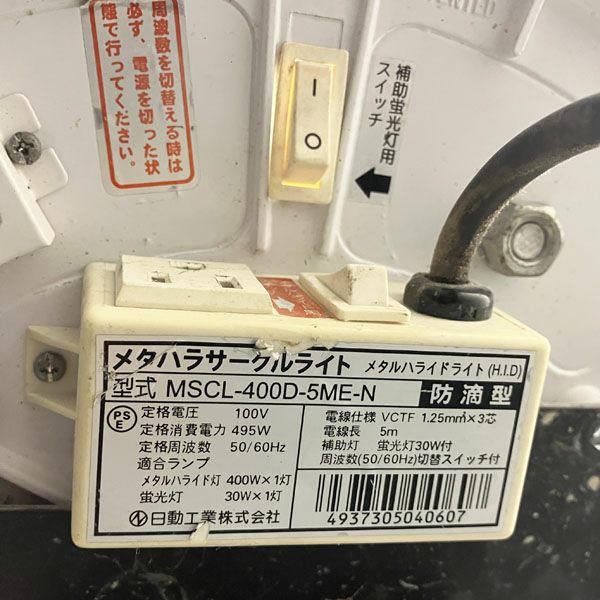 周波数を切替える時は
必ず、電源を切った状
態で行ってください。
I
O
補助蛍光灯用
スイッチ
メタハラサークルライト メタルハライドライト(H.I.D)
型式 MSCL-400D-5ME-N 防滴型
PS
E
定格電圧 100V
定格消費電力 495W
定格周波数 50/60Hz
適合ランプ
メタルハライド灯 400W×1灯
蛍光灯 30W×1灯
日動工業株式会社
電線仕様 VCTF 1.25m㎡×3芯
電線長 5m
補助灯 蛍光灯30W付
周波数(50/60Hz)切替スイッチ付
4937305040607